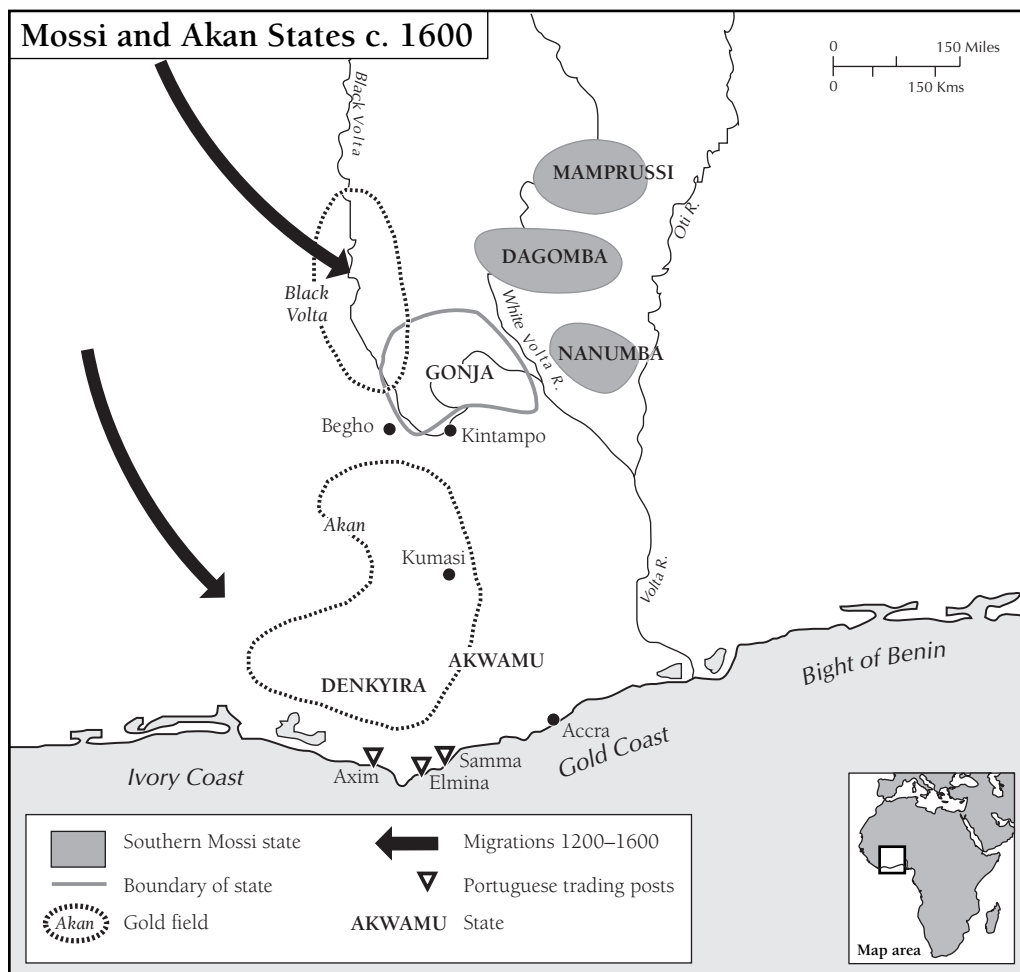 Mossi and Akan States c. 1600
0 150 Miles
0 150 Kms
Black Volta
MAMPRUSSI
Oti R.
DAGOMBA
Black
Volta
White Volta R.
NANUMBA
GONJA
Begho
Kintampo
Akan
Kumasi
Volta R.
AKWAMU
DENKYIRA
Bight of Benin
Accra
Gold Coast
Samma
Elmina
Axim
Ivory Coast
Southern Mossi state
Migrations 1200–1600
Boundary of state
Portuguese trading posts
Akan Gold field
AKWAMU State
Map area